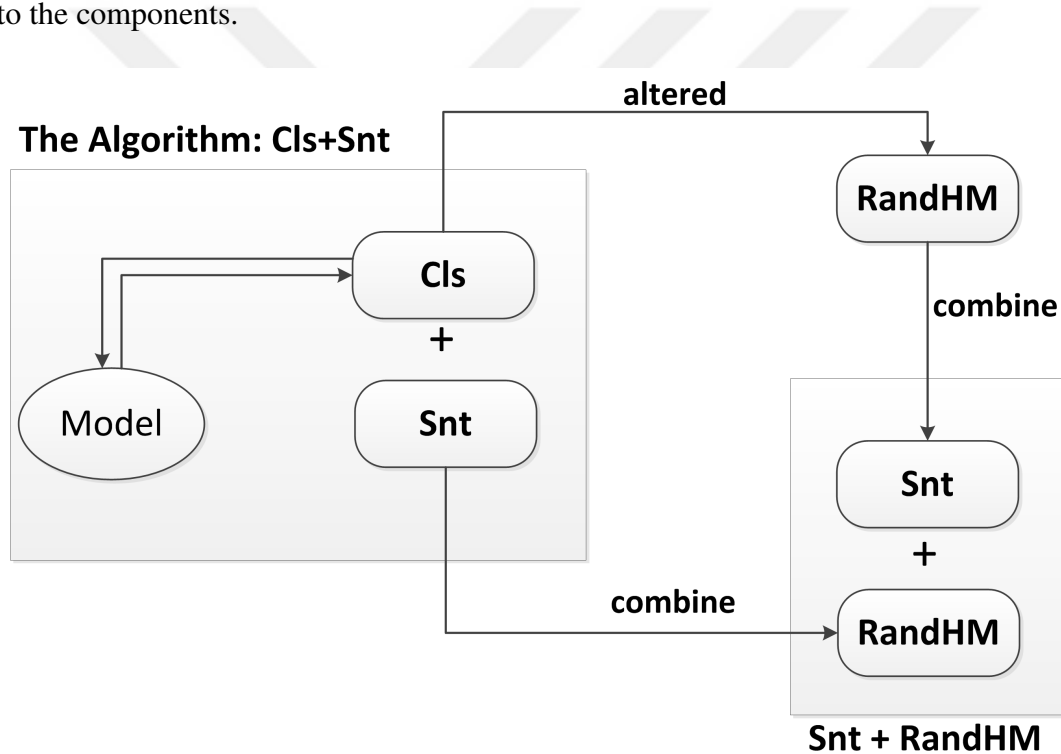 to the components.
altered
The Algorithm: Cls+Snt
RandHM
Cls
combine
+
Model
Snt
Snt
+
combine
RandHM
Snt + RandHM